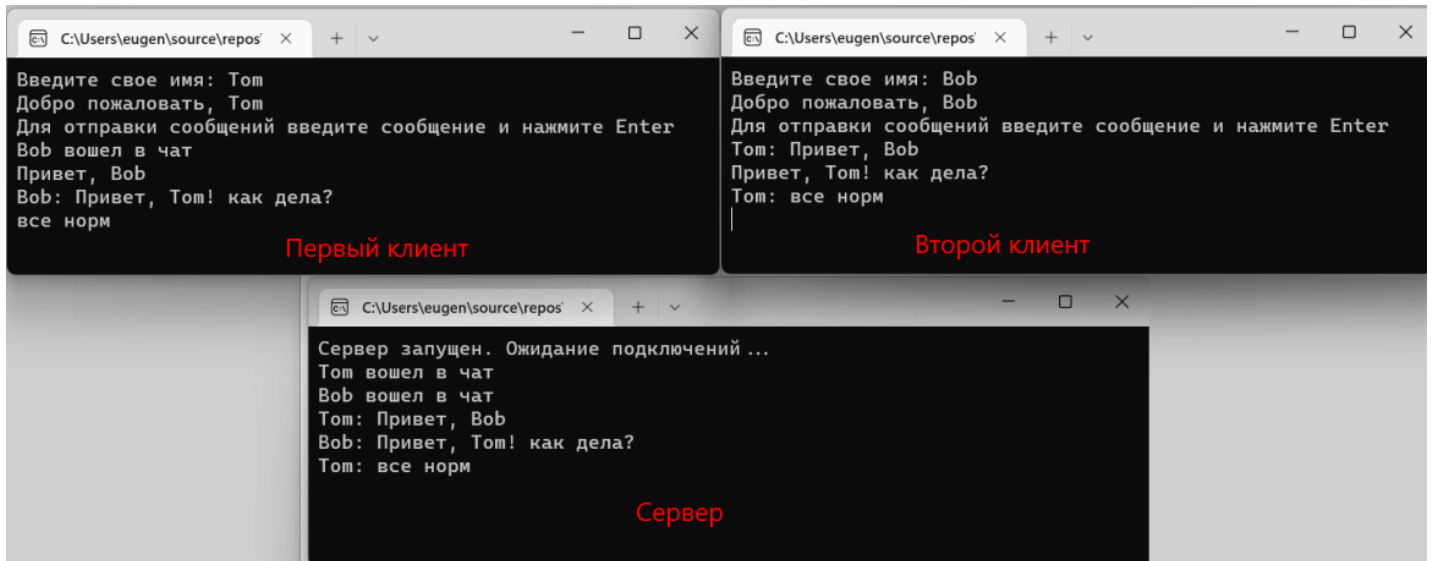 C:\Users\eugen\source\repos'
Введите свое имя: Tom
Добро пожаловать, Tom
Для отправки сообщений введите сообщение и нажмите Enter
Bob вошел в чат
Привет, Bob
Bob: Привет, Tom! как дела?
все норм
Первый клиент
C:\Users\eugen\source\repos'
Введите свое имя: Bob
Добро пожаловать, Bob
Для отправки сообщений введите сообщение и нажмите Enter
Tom: Привет, Bob
Привет, Tom! как дела?
Tom: все норм
Второй клиент
C:\Users\eugen\source\repos'
Сервер запущен. Ожидание подключений...
Tom вошел в чат
Bob вошел в чат
Tom: Привет, Bob
Bob: Привет, Tom! как дела?
Tom: все норм
Сервер